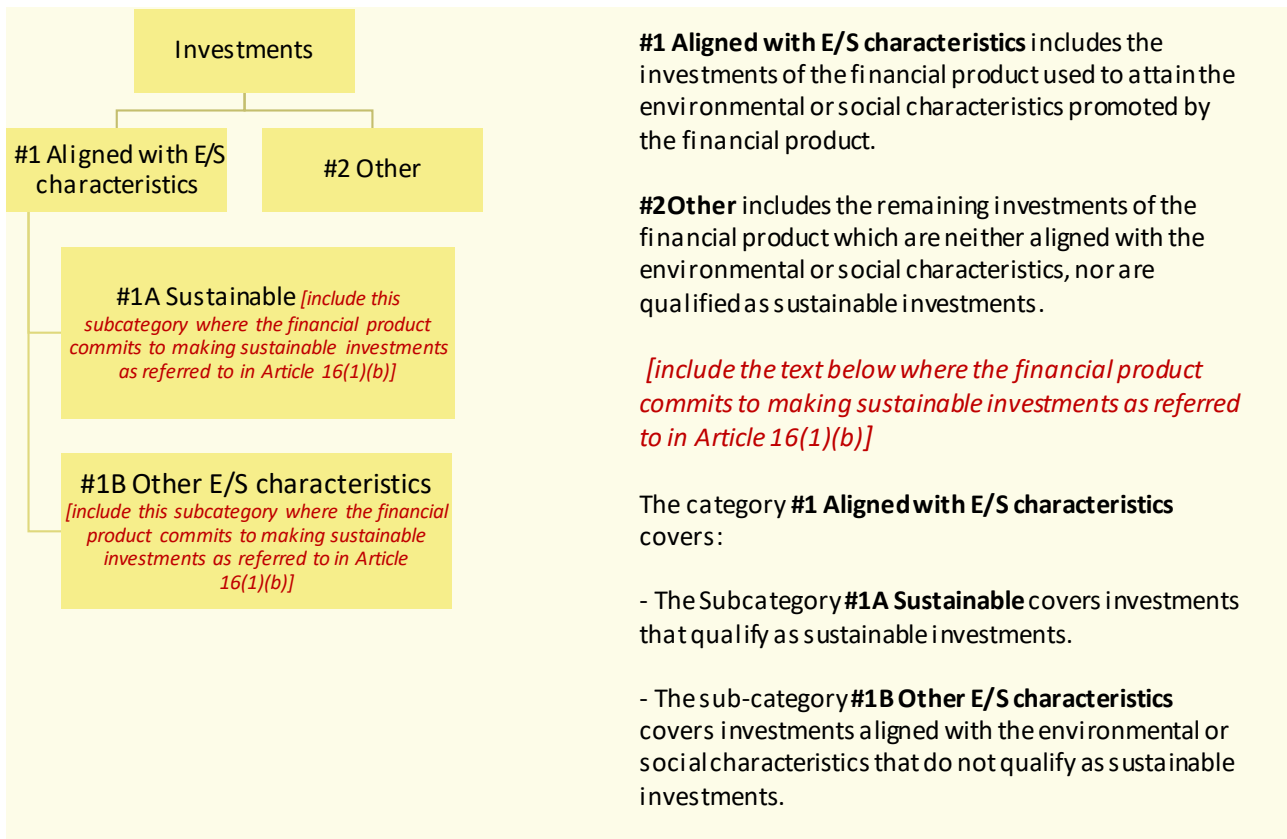 Investments
#1 Aligned with E/S
characteristics
#2 Other
#1A Sustainable [include this
subcategory where the financial product
commits to making sustainable investments
as referred to in Article 16(1)(b)]
#1B Other E/S characteristics
[include this subcategory where the financial
product commits to making sustainable
investments as referred to in Article
16(1)(b)]
#1 Aligned with E/S characteristics includes the
investments of the financial product used to attain the
environmental or social characteristics promoted by
the financial product.
#2Other includes the remaining investments of the
financial product which are neither aligned with the
environmental or social characteristics, nor are
qualified as sustainable investments.
[include the text below where the financial product
commits to making sustainable investments as referred
to in Article 16(1)(b)]
The category #1 Aligned with E/S characteristics
covers:
- The Subcategory #1A Sustainable covers investments
that qualify as sustainable investments.
- The sub-category #1B Other E/S characteristics
covers investments aligned with the environmental or
social characteristics that do not qualify as sustainable
investments.